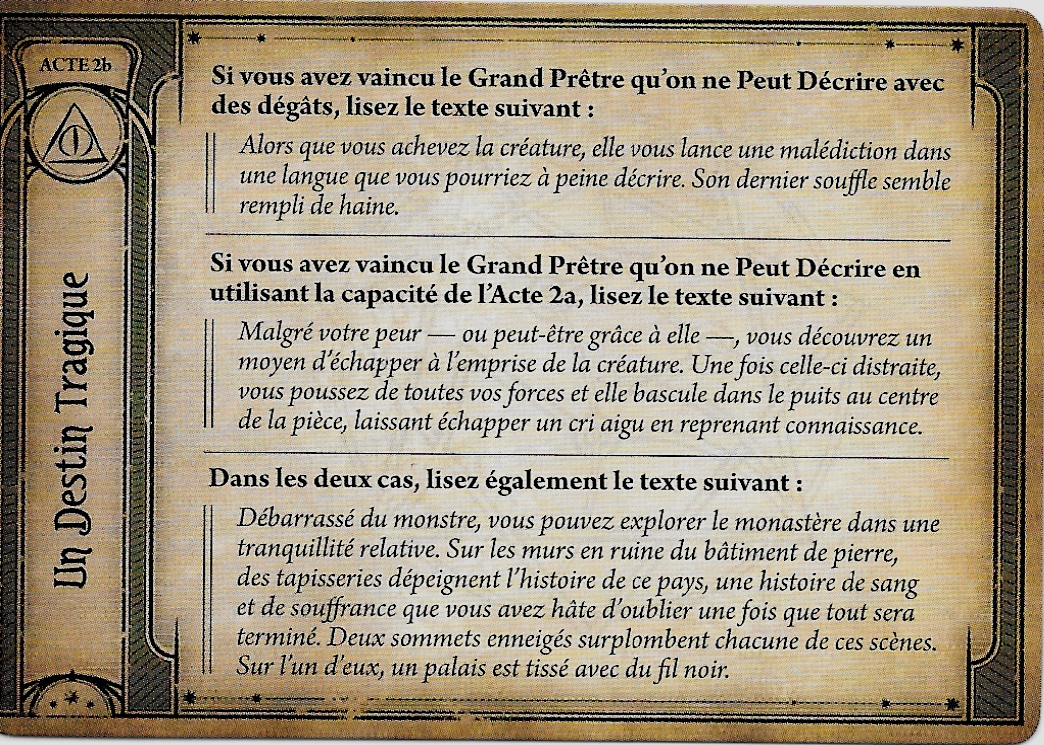 ACTE 2b
Un Destin Tragique
Si vous avez vaincu le Grand Prêtre qu'on ne Peut Décrire avec
des dégâts, lisez le texte suivant :
Alors que vous achevez la créature, elle vous lance une malédiction dans
une langue que vous pourriez à peine décrire. Son dernier souffle semble
rempli de haine.
Si vous avez vaincu le Grand Prêtre qu'on ne Peut Décrire en
utilisant la capacité de l'Acte 2a, lisez le texte suivant :
Malgré votre peur — ou peut-être grâce à elle —, vous découvrez un
moyen d'échapper à l'emprise de la créature. Une fois celle-ci distraite,
vous poussez de toutes vos forces et elle bascule dans le puits au centre
de la pièce, laissant échapper un cri aigu en reprenant connaissance.
Dans les deux cas, lisez également le texte suivant :
Débarrassé du monstre, vous pouvez explorer le monastère dans une
tranquillité relative. Sur les murs en ruine du bâtiment de pierre,
des tapisseries dépeignent l'histoire de ce pays, une histoire de sang
et de souffrance que vous avez hâte d'oublier une fois que tout sera
terminé. Deux sommets enneigés surplombent chacune de ces scènes.
Sur l'un d'eux, un palais est tissé avec du fil noir.